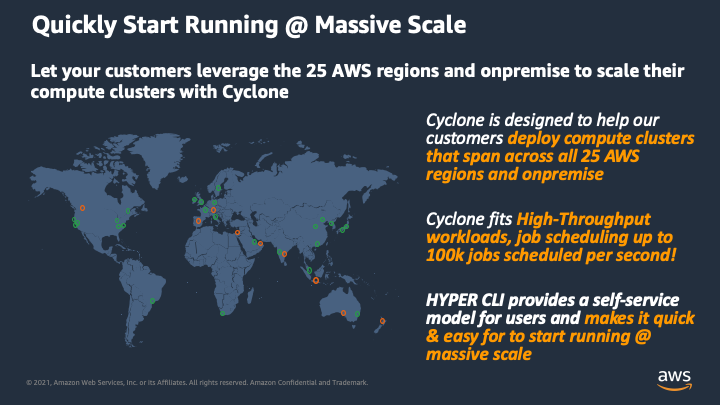 Quickly Start Running @ Massive Scale
Let your customers leverage the 25 AWS regions and onpremise to scale their
compute clusters with Cyclone
Cyclone is designed to help our
customers deploy compute clusters
that span across all 25 AWS
regions and onpremise
Cyclone fits High-Throughput
workloads, job scheduling up to
100k jobs scheduled per second!
HYPER CLI provides a self-service
model for users and makes it quick
& easy for to start running @
massive scale
© 2021, Amazon Web Services, Inc. or its Affiliates. All rights reserved. Amazon Confidential and Trademark.
aws